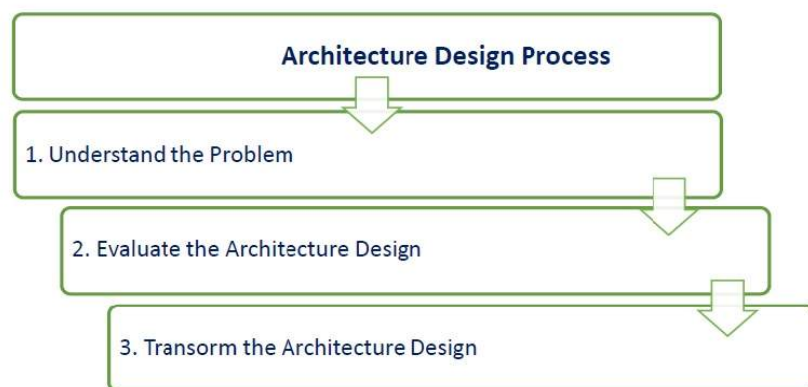 Architecture Design Process
1. Understand the Problem
2. Evaluate the Architecture Design
3. Transorm the Architecture Design